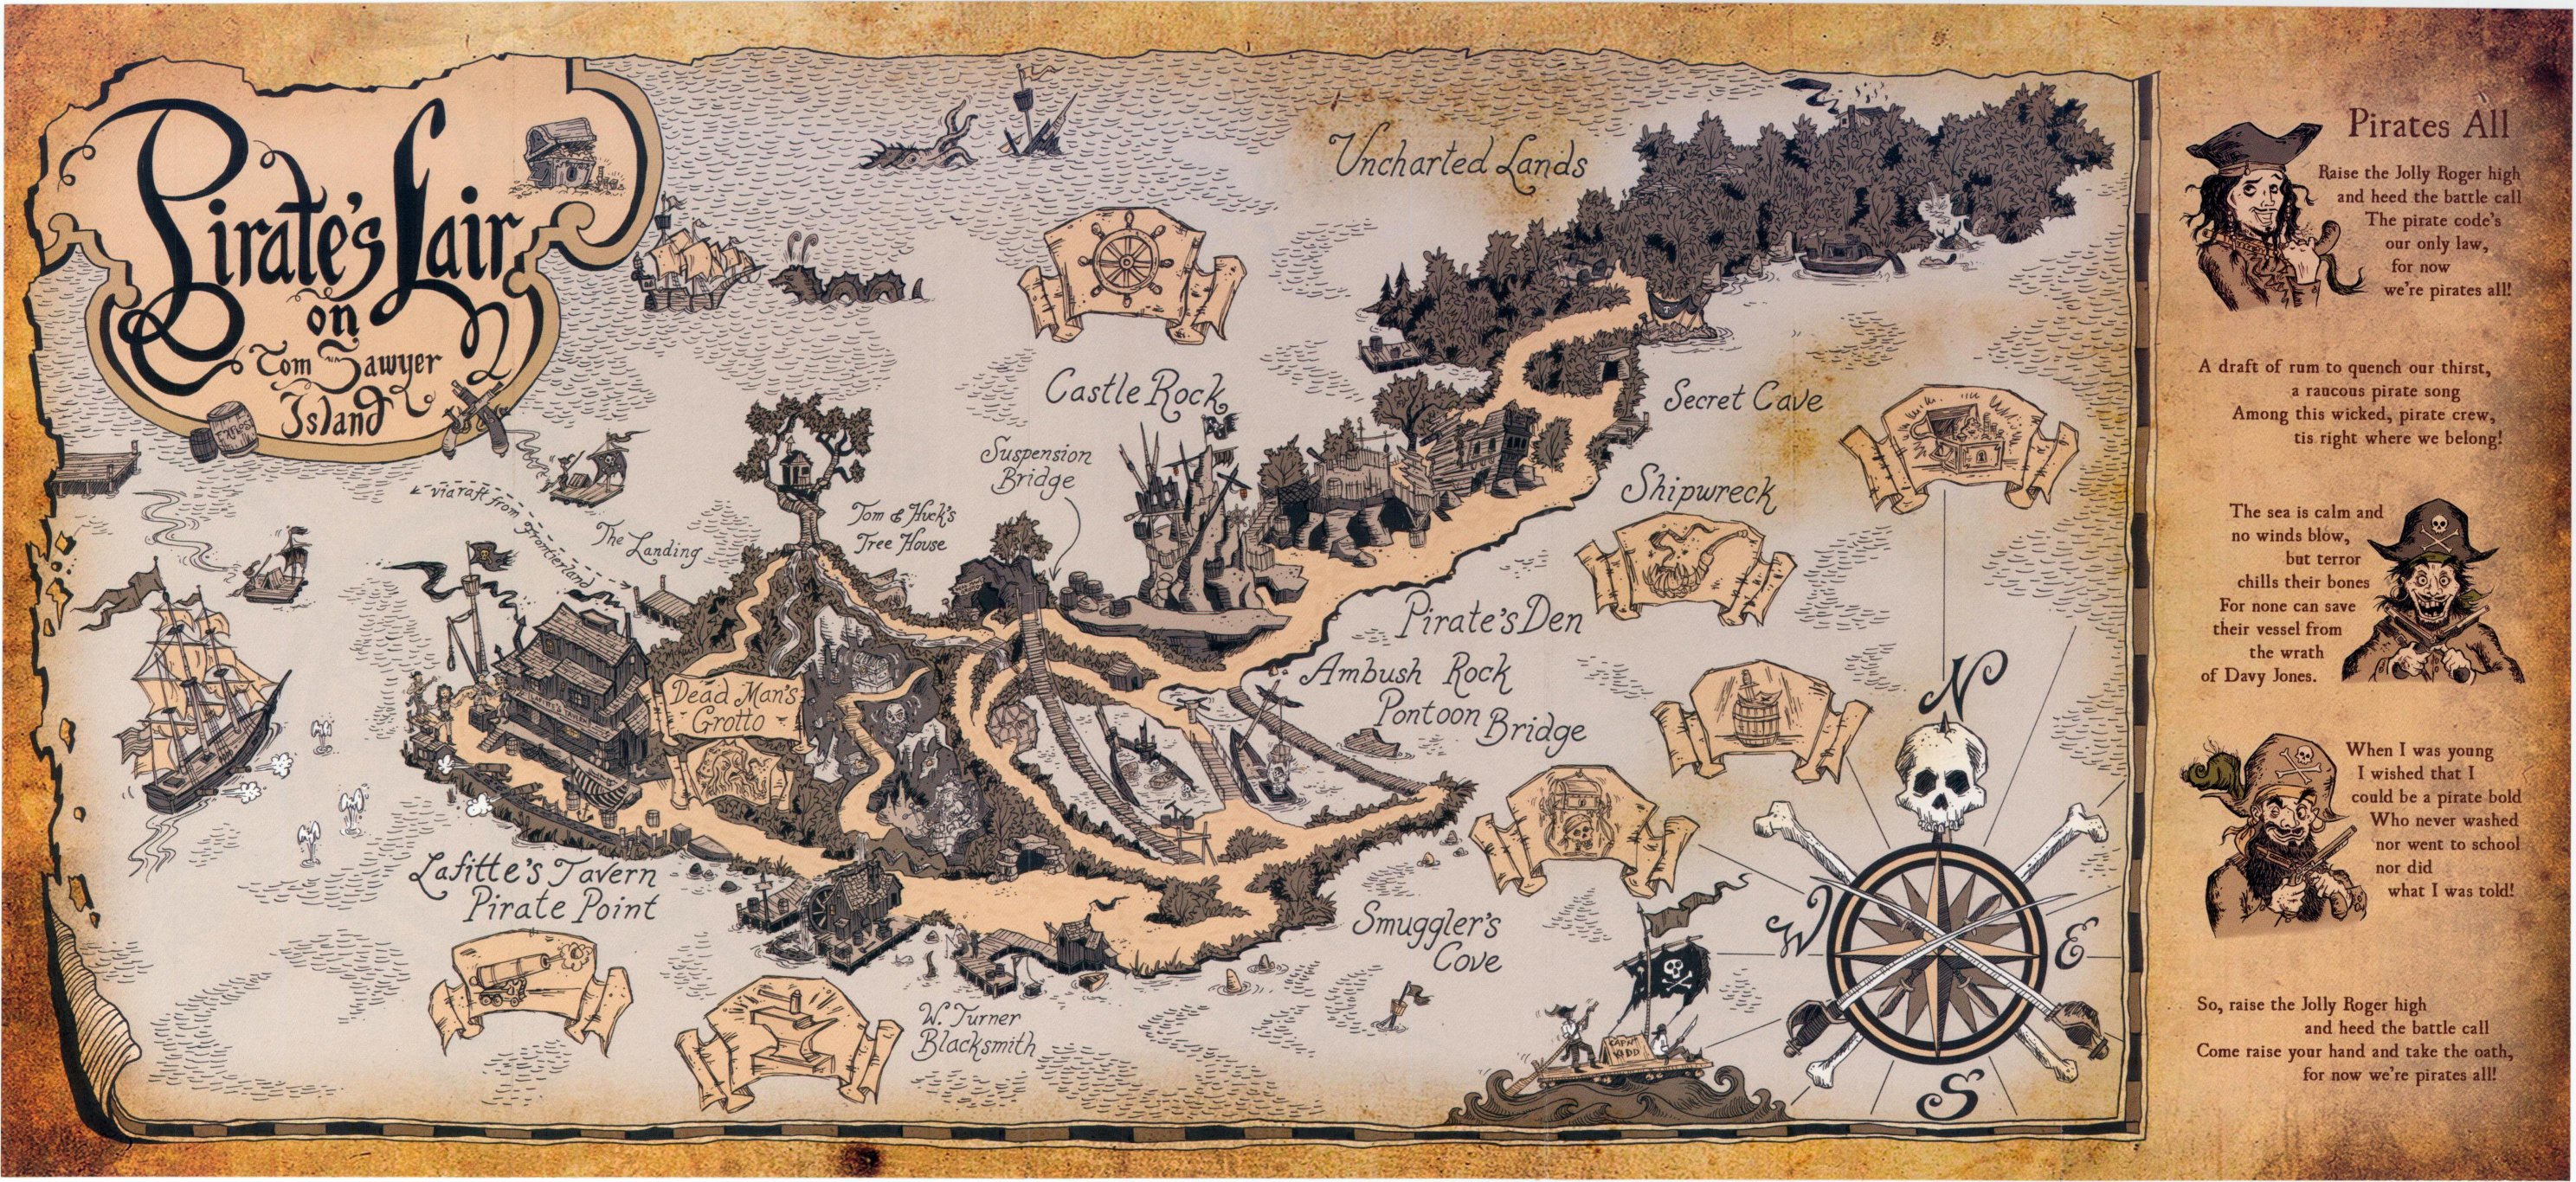 Pirate's Lair
on
Tom Sawyer
Island
via raft from Frontierland
The Landing
Tom & Huck's
Tree House
Suspension
Bridge
Castle Rock
Uncharted Lands
Secret Cave
Shipwreck
Pirate's Den
Ambush Rock
Pontoon Bridge
Dead Man's
Grotto
Lafitte's Tavern
Pirate Point
W. Turner
Blacksmith
Smuggler's
Cove
N
W
E
S
Pirates All
Raise the Jolly Roger high
and heed the battle call
The pirate code's
our only law,
for now
we're pirates all!
A draft of rum to quench our thirst,
a raucous pirate song
Among this wicked, pirate crew,
tis right where we belong!
The sea is calm and
no winds blow,
but terror
chills their bones
For none can save
their vessel from
the wrath
of Davy Jones.
When I was young
I wished that I
could be a pirate bold
Who never washed
nor went to school
nor did
what I was told!
So, raise the Jolly Roger high
and heed the battle call
Come raise your hand and take the oath,
for now we're pirates all!